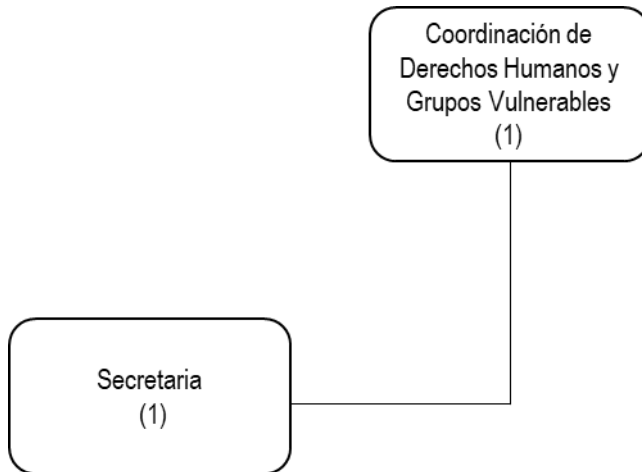 Coordinación de
Derechos Humanos y
Grupos Vulnerables
(1)
Secretaria
(1)